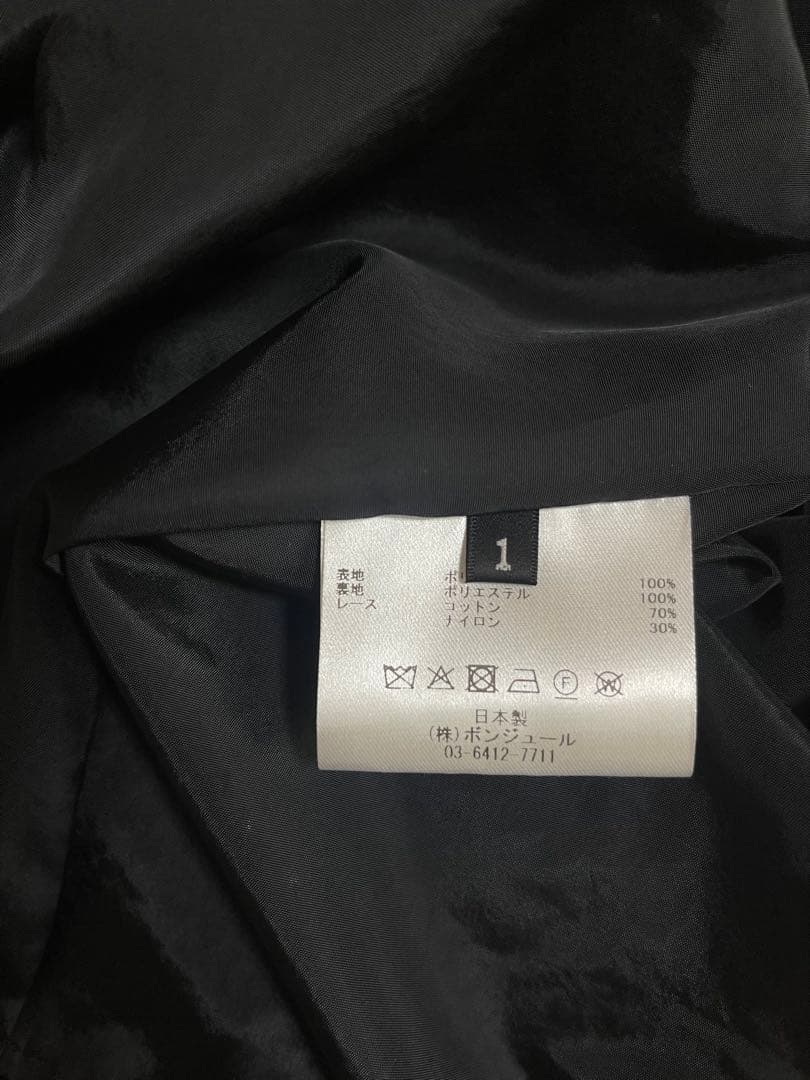 1
表地 ポリ 100%
裏地 ポリエステル 100%
レース コットン 70%
ナイロン 30%
F
W
日本製
(株)ボンジュール
03-6412-7711